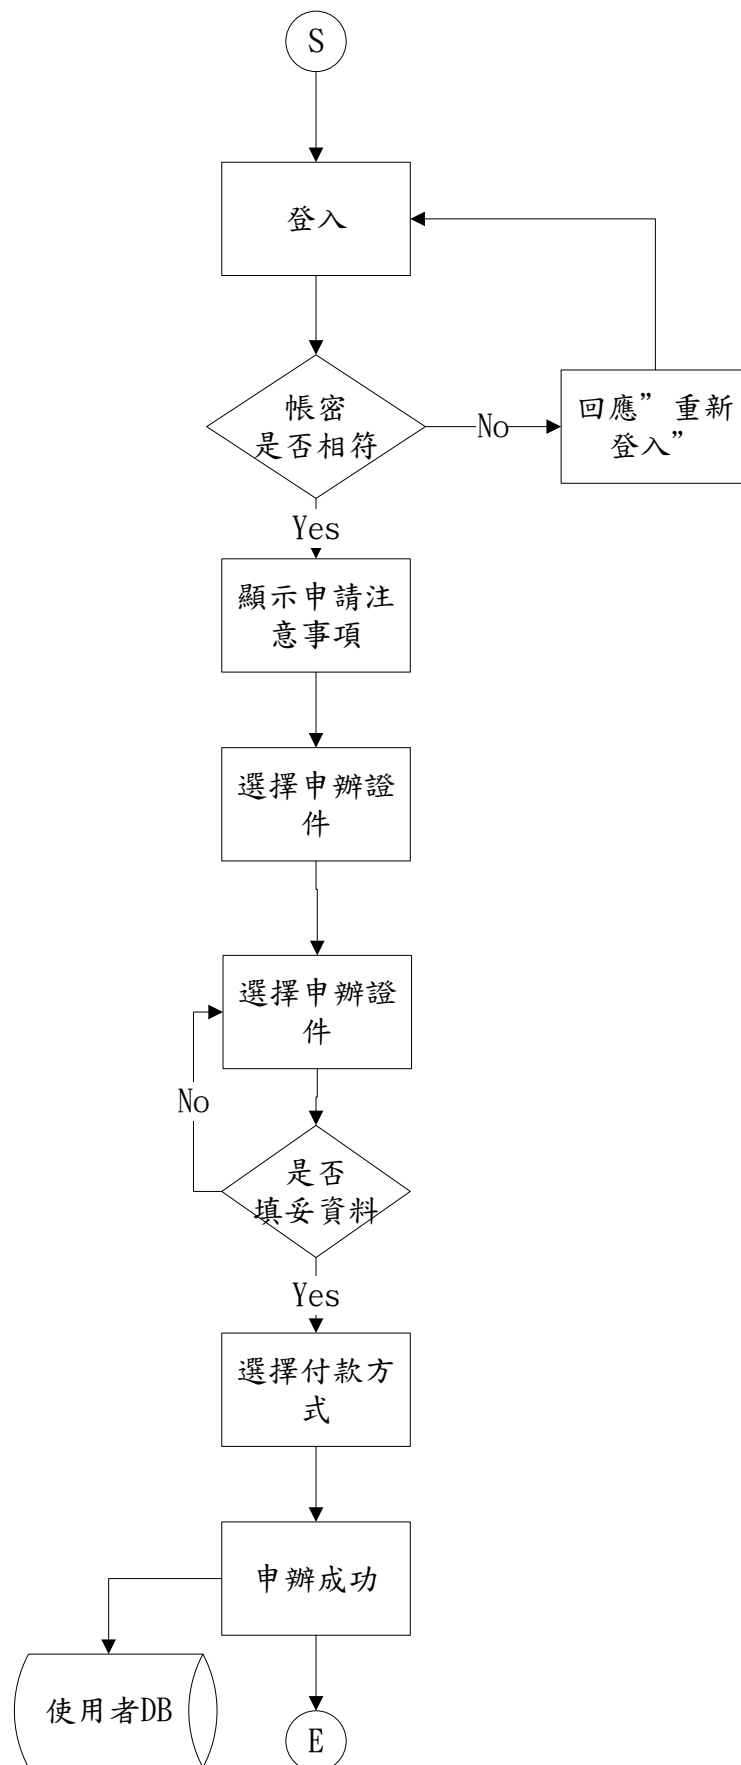 S
登入
帳密
是否相符
No
回應”重新
登入”
Yes
顯示申請注
意事項
選擇申辦證
件
選擇申辦證
件
No
是否
填妥資料
Yes
選擇付款方
式
申辦成功
使用者DB
E